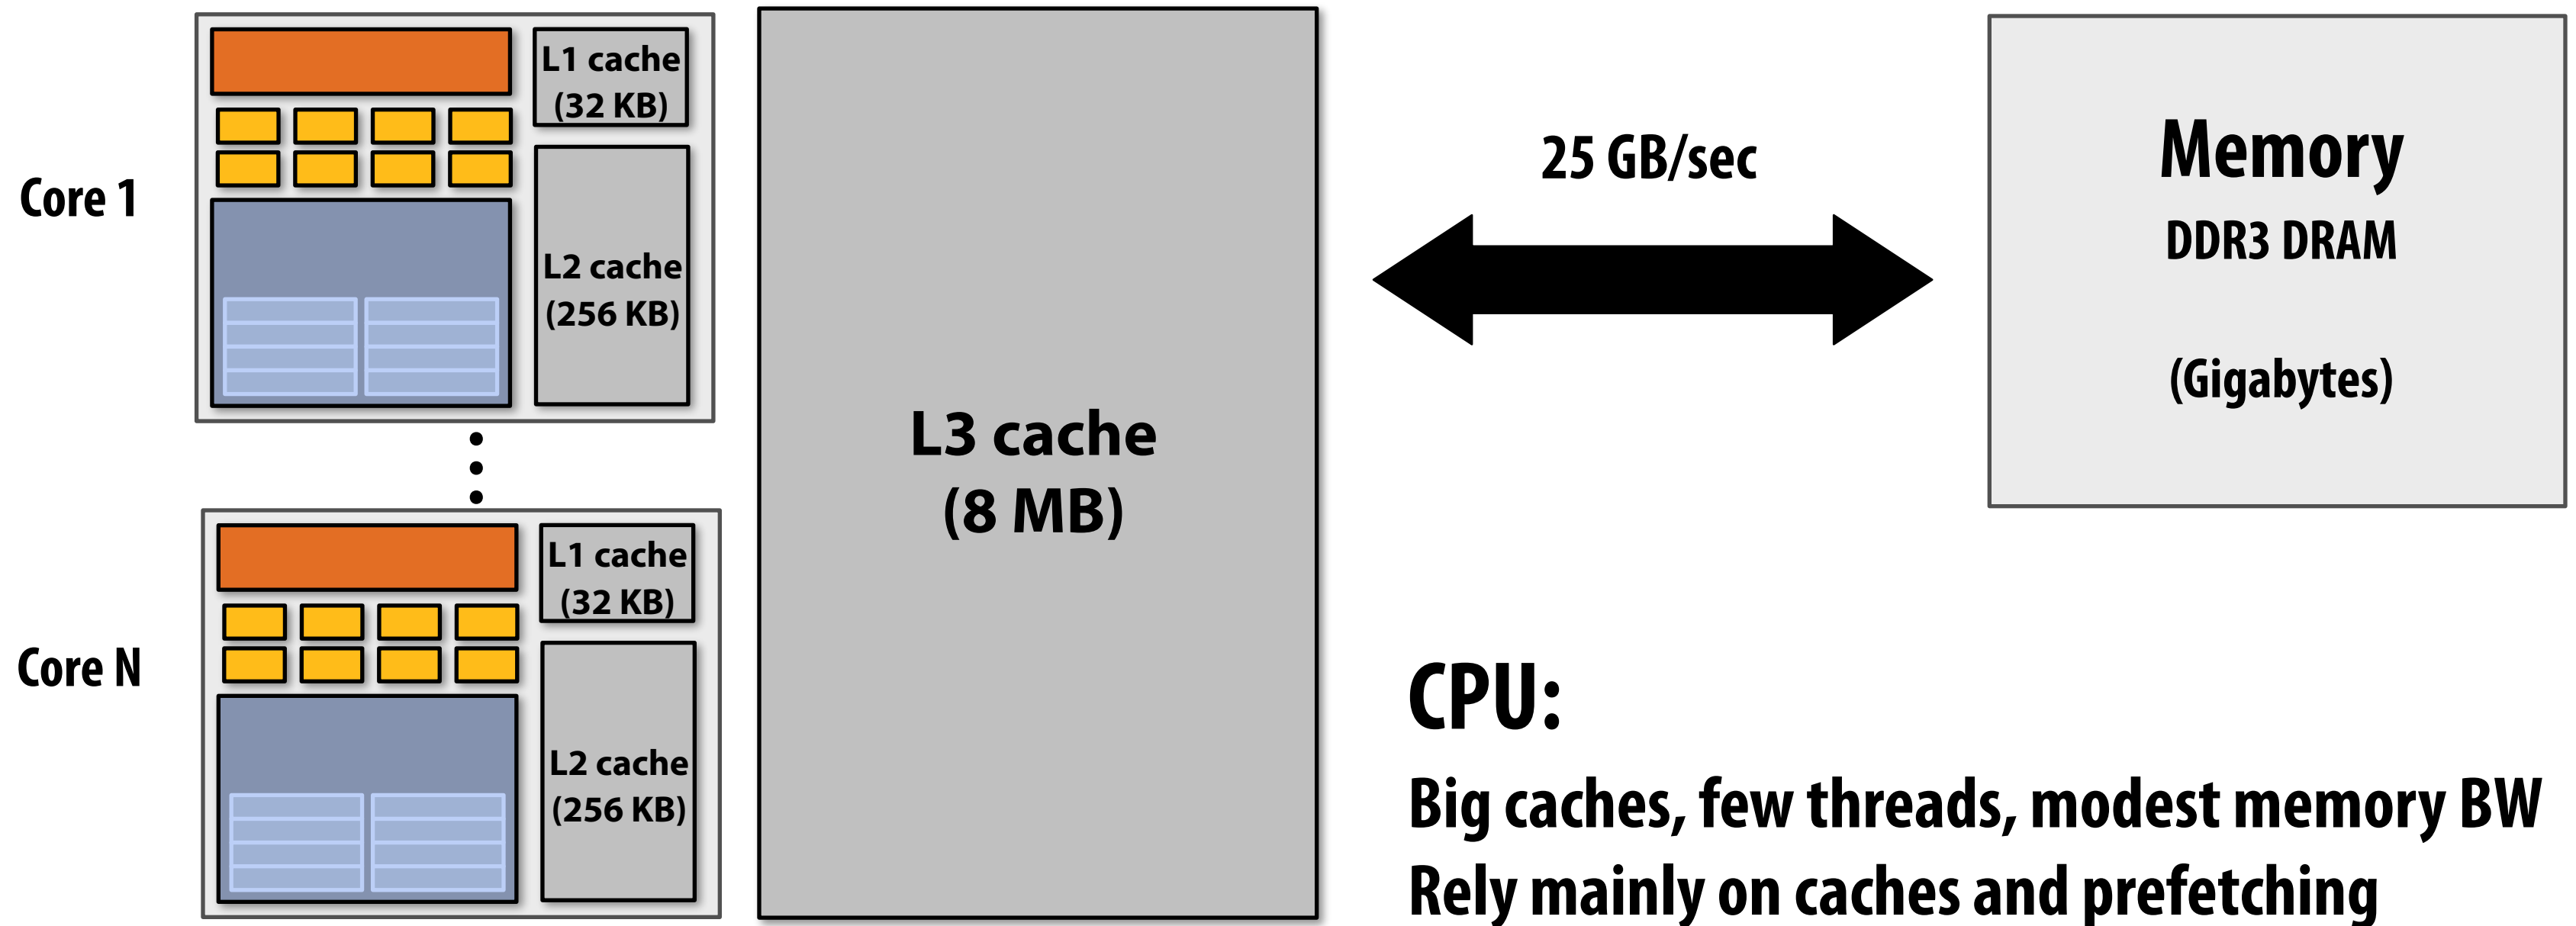 Core 1
L1 cache
(32 KB)
L2 cache
(256 KB)
Core N
L1 cache
(32 KB)
L2 cache
(256 KB)
L3 cache
(8 MB)
25 GB/sec
Memory
DDR3 DRAM
(Gigabytes)
CPU:
Big caches, few threads, modest memory BW
Rely mainly on caches and prefetching